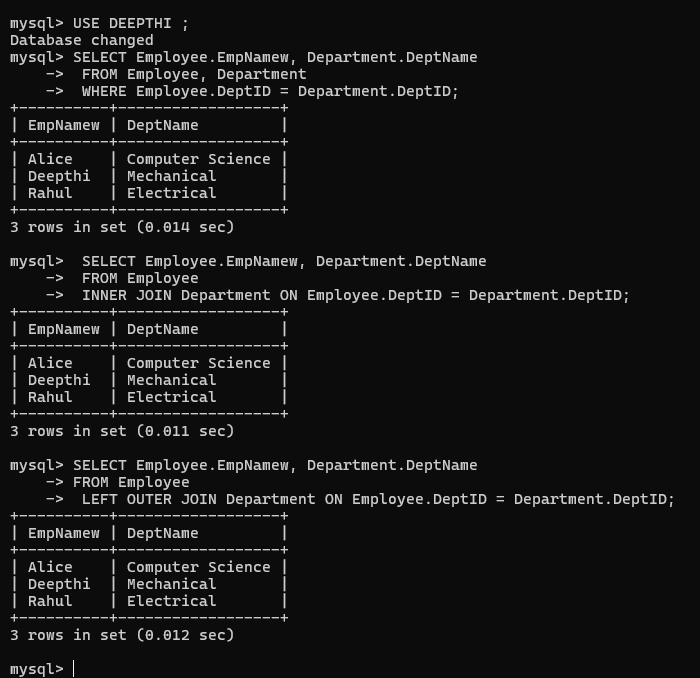 mysql> USE DEEPTHI ;
Database changed
mysql> SELECT Employee.EmpNamew, Department.DeptName
    ->  FROM Employee, Department
    ->  WHERE Employee.DeptID = Department.DeptID;
+----------+------------------+
| EmpNamew | DeptName         |
+----------+------------------+
| Alice    | Computer Science |
| Deepthi  | Mechanical       |
| Rahul    | Electrical       |
+----------+------------------+
3 rows in set (0.014 sec)

mysql>  SELECT Employee.EmpNamew, Department.DeptName
    ->  FROM Employee
    ->  INNER JOIN Department ON Employee.DeptID = Department.DeptID;
+----------+------------------+
| EmpNamew | DeptName         |
+----------+------------------+
| Alice    | Computer Science |
| Deepthi  | Mechanical       |
| Rahul    | Electrical       |
+----------+------------------+
3 rows in set (0.011 sec)

mysql> SELECT Employee.EmpNamew, Department.DeptName
    -> FROM Employee
    ->  LEFT OUTER JOIN Department ON Employee.DeptID = Department.DeptID;
+----------+------------------+
| EmpNamew | DeptName         |
+----------+------------------+
| Alice    | Computer Science |
| Deepthi  | Mechanical       |
| Rahul    | Electrical       |
+----------+------------------+
3 rows in set (0.012 sec)

mysql>